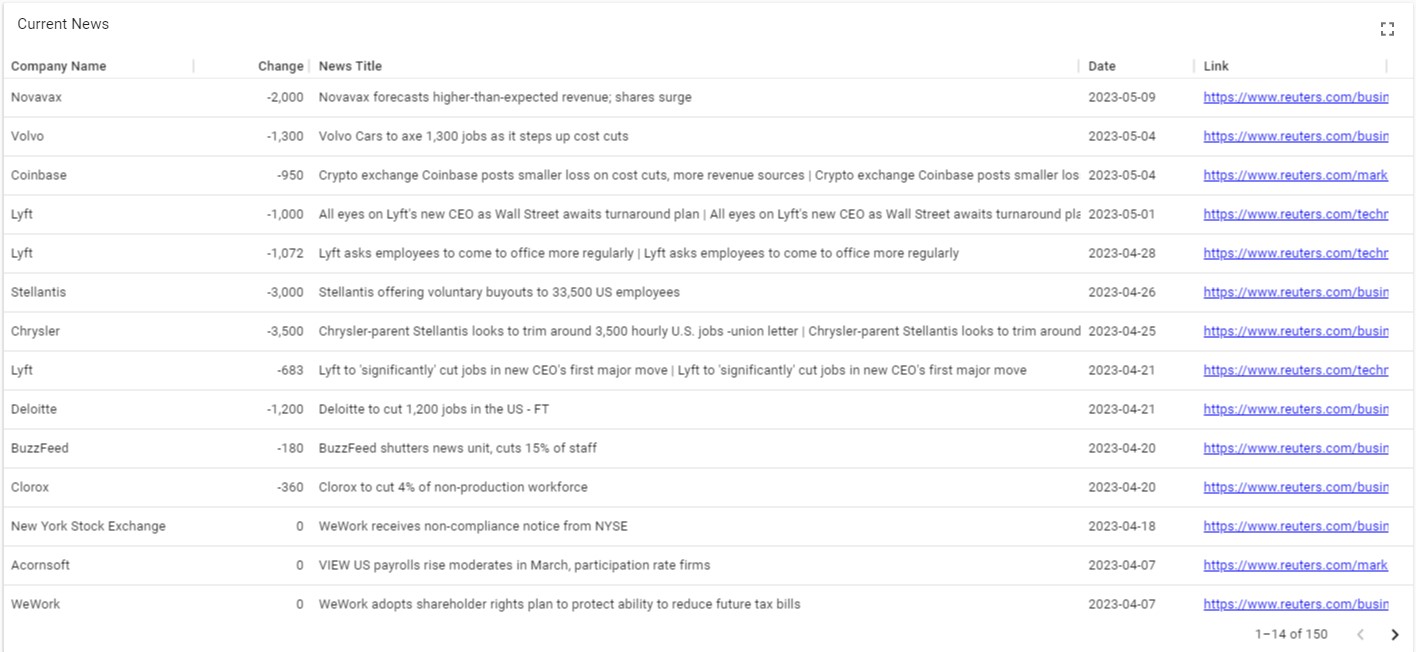 Current News
Company Name Change News Title Date Link
Novavax -2,000 Novavax forecasts higher-than-expected revenue; shares surge 2023-05-09 https://www.reuters.com/busin
Volvo -1,300 Volvo Cars to axe 1,300 jobs as it steps up cost cuts 2023-05-04 https://www.reuters.com/busin
Coinbase -950 Crypto exchange Coinbase posts smaller loss on cost cuts, more revenue sources | Crypto exchange Coinbase posts smaller los 2023-05-04 https://www.reuters.com/mark
Lyft -1,000 All eyes on Lyft's new CEO as Wall Street awaits turnaround plan | All eyes on Lyft's new CEO as Wall Street awaits turnaround pla 2023-05-01 https://www.reuters.com/techr
Lyft -1,072 Lyft asks employees to come to office more regularly | Lyft asks employees to come to office more regularly 2023-04-28 https://www.reuters.com/techr
Stellantis -3,000 Stellantis offering voluntary buyouts to 33,500 US employees 2023-04-26 https://www.reuters.com/busin
Chrysler -3,500 Chrysler-parent Stellantis looks to trim around 3,500 hourly U.S. jobs -union letter | Chrysler-parent Stellantis looks to trim around 2023-04-25 https://www.reuters.com/busin
Lyft -683 Lyft to 'significantly' cut jobs in new CEO's first major move | Lyft to 'significantly' cut jobs in new CEO's first major move 2023-04-21 https://www.reuters.com/techr
Deloitte -1,200 Deloitte to cut 1,200 jobs in the US - FT 2023-04-21 https://www.reuters.com/busin
BuzzFeed -180 BuzzFeed shutters news unit, cuts 15% of staff 2023-04-20 https://www.reuters.com/busin
Clorox -360 Clorox to cut 4% of non-production workforce 2023-04-20 https://www.reuters.com/busin
New York Stock Exchange 0 WeWork receives non-compliance notice from NYSE 2023-04-18 https://www.reuters.com/busin
Acornsoft 0 VIEW US payrolls rise moderates in March, participation rate firms 2023-04-07 https://www.reuters.com/mark
WeWork 0 WeWork adopts shareholder rights plan to protect ability to reduce future tax bills 2023-04-07 https://www.reuters.com/busin
1–14 of 150